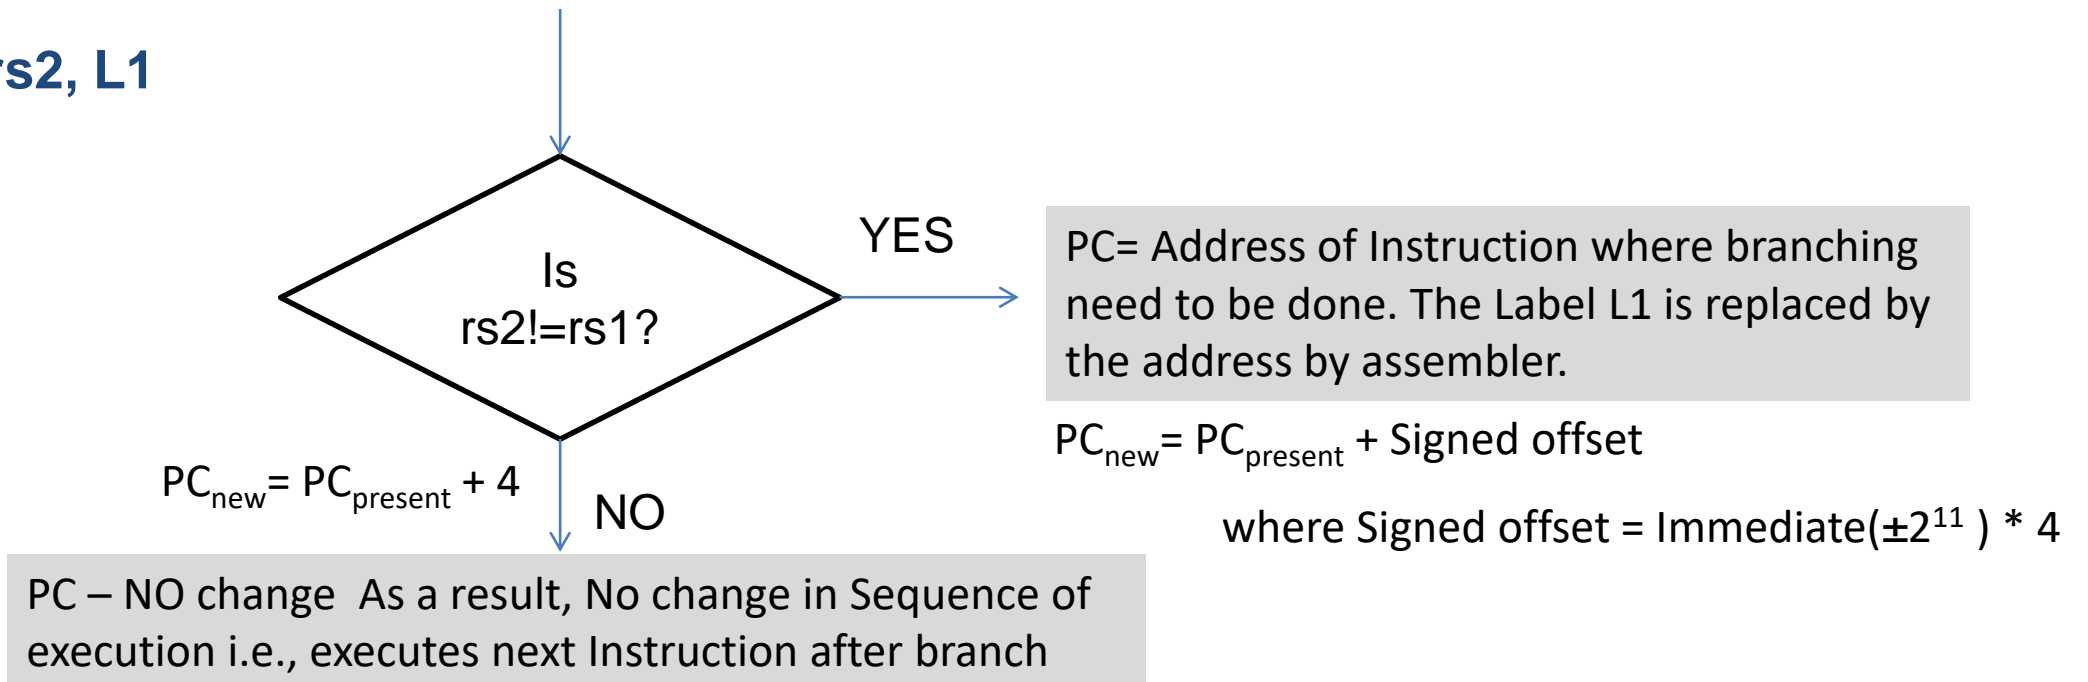 rs2, L1
YES
Is
rs2!=rs1?
PC= Address of Instruction where branching
need to be done. The Label L1 is replaced by
the address by assembler.
PCnew= PCpresent + Signed offset
where Signed offset = Immediate(±2¹¹ ) * 4
PCnew= PCpresent + 4
NO
PC – NO change As a result, No change in Sequence of
execution i.e., executes next Instruction after branch